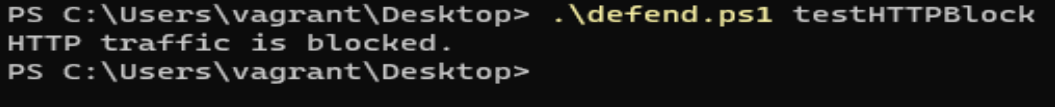 PS C:\Users\vagrant\Desktop> .\defend.ps1 testHTTPBlock
HTTP traffic is blocked.
PS C:\Users\vagrant\Desktop>